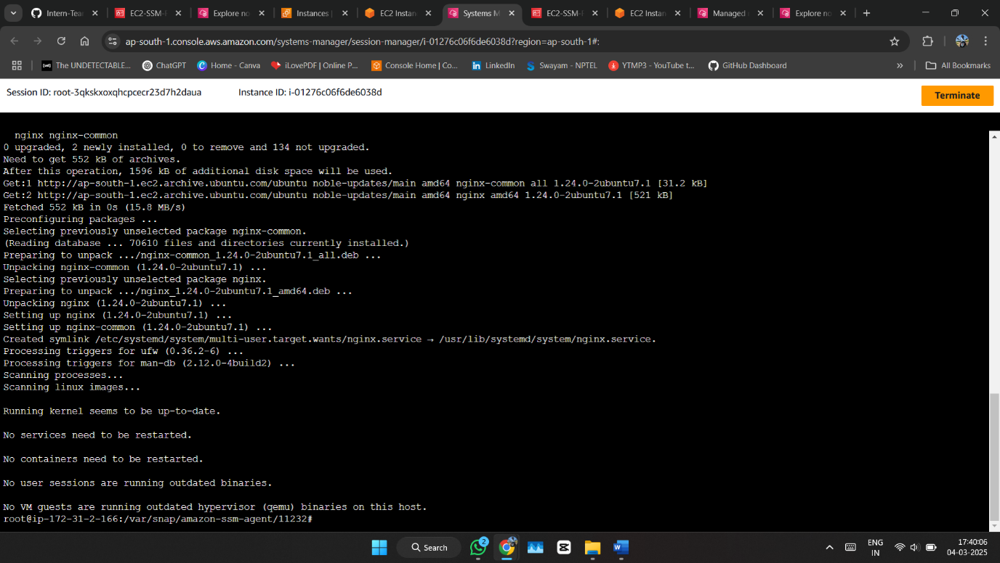 Intern-Tea
EC2-SSM-
Explore no
Instances
EC2 Instan
Systems M
EC2-SSM-
EC2 Instan
Managed
Explore no
ap-south-1.console.aws.amazon.com/systems-manager/session-manager/i-01276c06f6de6038d?region=ap-south-1#:
The UNDETECTABLE... ChatGPT Home - Canva iLovePDF | Online P... Console Home | Co... LinkedIn Swayam - NPTEL YTMP3 - YouTube t... GitHub Dashboard » All Bookmarks
Session ID: root-3qkskxoxqhcpcecr23d7h2daua Instance ID: i-01276c06f6de6038d Terminate
nginx nginx-common
0 upgraded, 2 newly installed, 0 to remove and 134 not upgraded.
Need to get 552 kB of archives.
After this operation, 1596 kB of additional disk space will be used.
Get:1 http://ap-south-1.ec2.archive.ubuntu.com/ubuntu noble-updates/main amd64 nginx-common all 1.24.0-2ubuntu7.1 [31.2 kB]
Get:2 http://ap-south-1.ec2.archive.ubuntu.com/ubuntu noble-updates/main amd64 nginx amd64 1.24.0-2ubuntu7.1 [521 kB]
Fetched 552 kB in 0s (15.8 MB/s)
Preconfiguring packages ...
Selecting previously unselected package nginx-common.
(Reading database ... 70610 files and directories currently installed.)
Preparing to unpack .../nginx-common_1.24.0-2ubuntu7.1_all.deb ...
Unpacking nginx-common (1.24.0-2ubuntu7.1) ...
Selecting previously unselected package nginx.
Preparing to unpack .../nginx_1.24.0-2ubuntu7.1_amd64.deb ...
Unpacking nginx (1.24.0-2ubuntu7.1) ...
Setting up nginx (1.24.0-2ubuntu7.1) ...
Setting up nginx-common (1.24.0-2ubuntu7.1) ...
Created symlink /etc/systemd/system/multi-user.target.wants/nginx.service → /usr/lib/systemd/system/nginx.service.
Processing triggers for ufw (0.36.2-6) ...
Processing triggers for man-db (2.12.0-4build2) ...
Scanning processes...
Scanning linux images...
Running kernel seems to be up-to-date.
No services need to be restarted.
No containers need to be restarted.
No user sessions are running outdated binaries.
No VM guests are running outdated hypervisor (qemu) binaries on this host.
root@ip-172-31-2-166:/var/snap/amazon-ssm-agent/11232#
Search
2
ENG
IN
17:40:06
04-03-2025